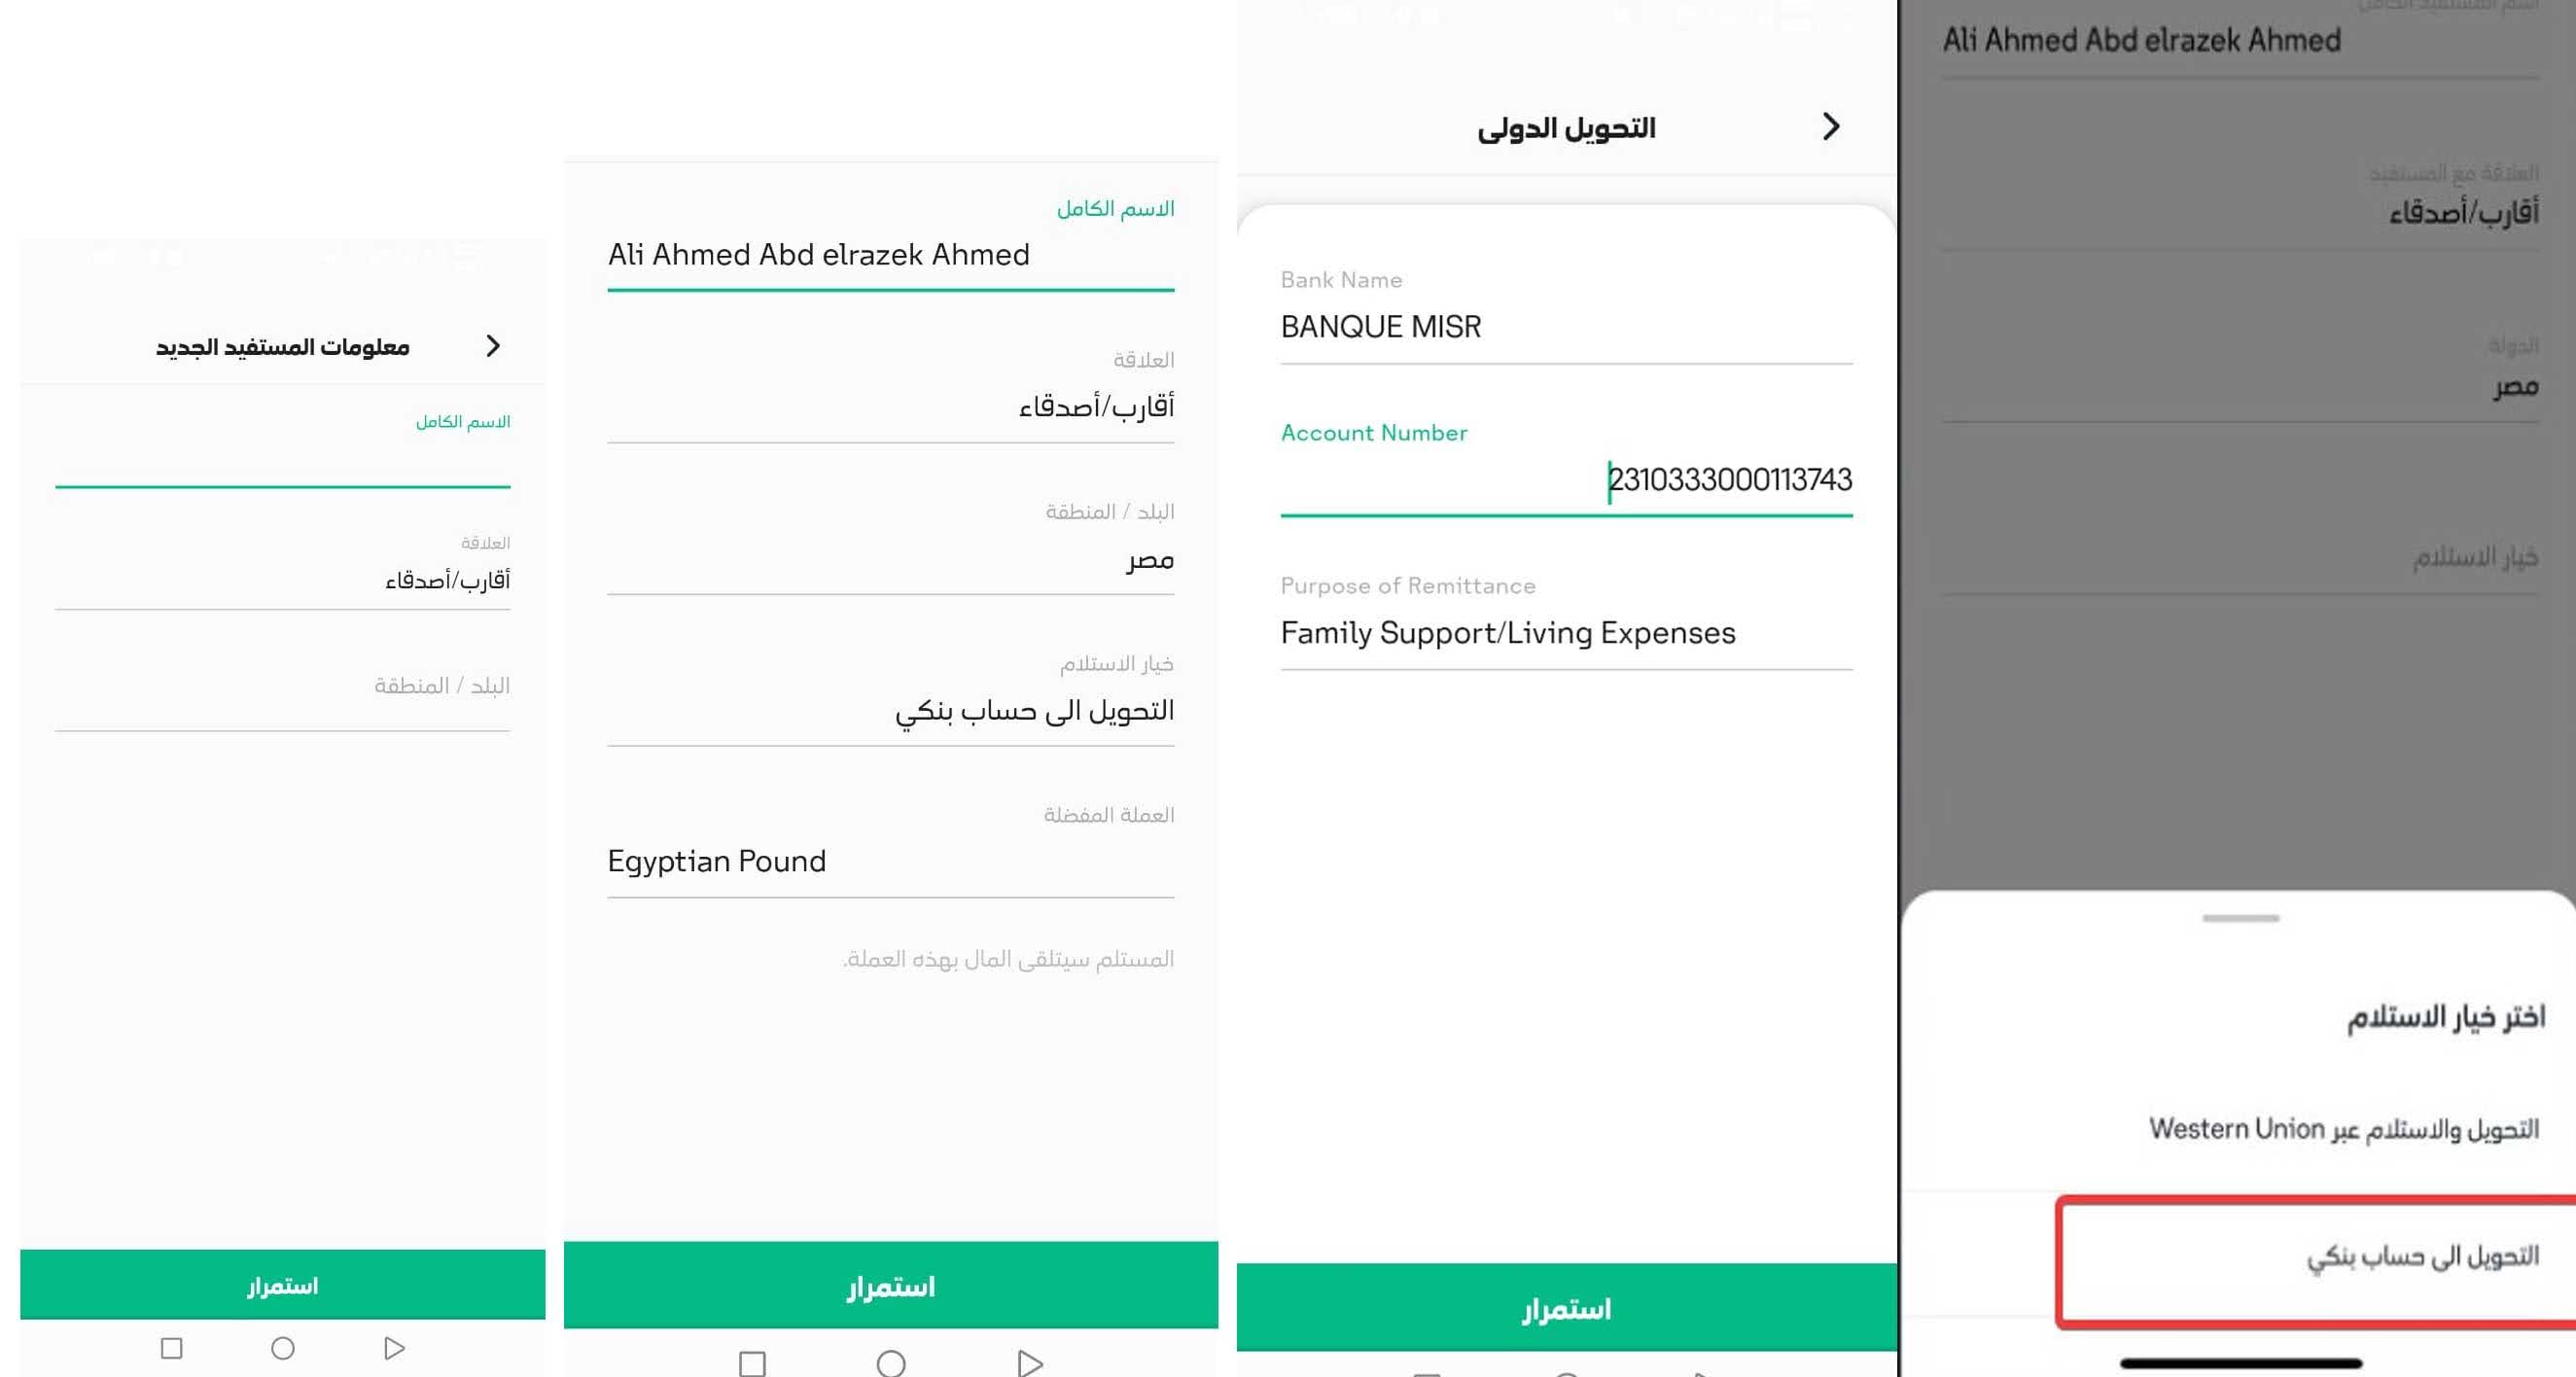 معلومات المستفيد الجديد
الاسم الكامل
العلاقة
أقارب/أصدقاء
البلد / المنطقة
استمرار
الاسم الكامل
Ali Ahmed Abd elrazek Ahmed
العلاقة
أقارب/أصدقاء
البلد / المنطقة
مصر
خيار الاستلام
التحويل الى حساب بنكي
العملة المفضلة
Egyptian Pound
المستلم سيتلقى المال بهذه العملة.
استمرار
التحويل الدولى
Bank Name
BANQUE MISR
Account Number
2310333000113743
Purpose of Remittance
Family Support/Living Expenses
استمرار
اسم المستفيد الكامل
Ali Ahmed Abd elrazek Ahmed
العلاقة مع المستفيد
أقارب/أصدقاء
الدولة
مصر
خيار الاستلام
اختر خيار الاستلام
التحويل والاستلام عبر Western Union
التحويل الى حساب بنكي